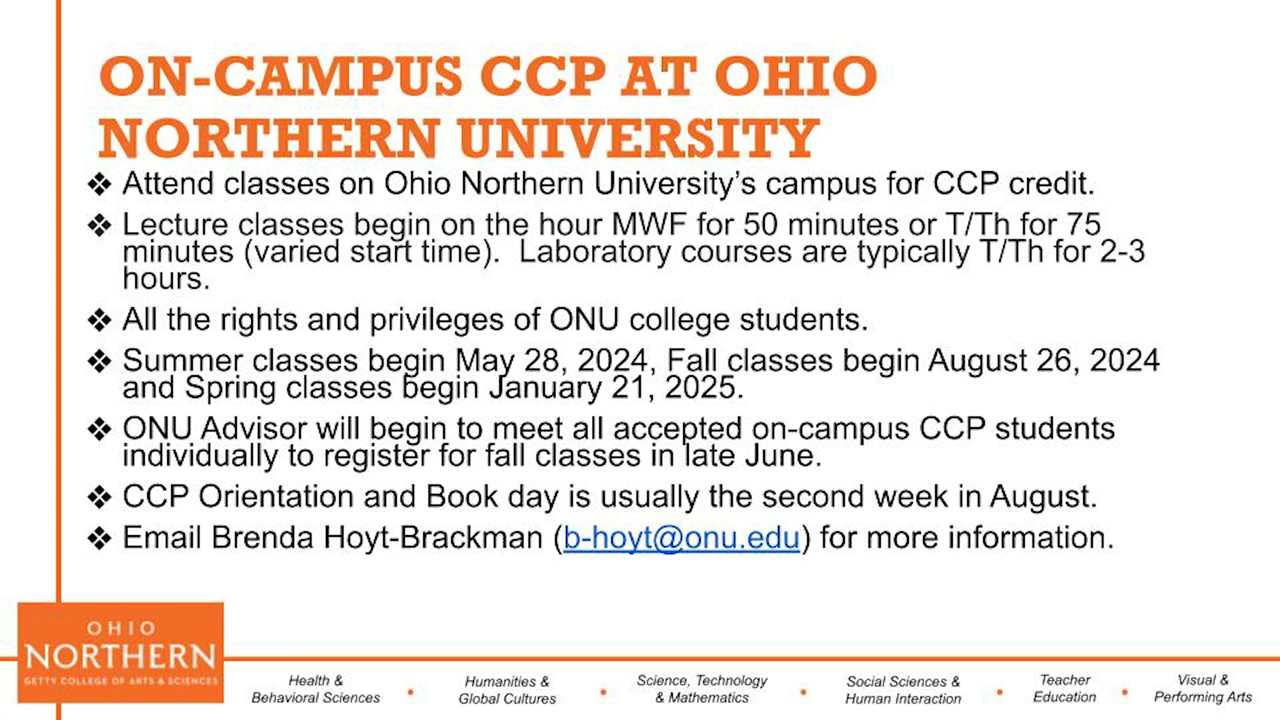 ON-CAMPUS CCP AT OHIO
NORTHERN UNIVERSITY
❖ Attend classes on Ohio Northern University’s campus for CCP credit.
❖ Lecture classes begin on the hour MWF for 50 minutes or T/Th for 75
minutes (varied start time).  Laboratory courses are typically T/Th for 2-3
hours.
❖ All the rights and privileges of ONU college students.
❖ Summer classes begin May 28, 2024, Fall classes begin August 26, 2024
and Spring classes begin January 21, 2025.
❖ ONU Advisor will begin to meet all accepted on-campus CCP students
individually to register for fall classes in late June.
❖ CCP Orientation and Book day is usually the second week in August.
❖ Email Brenda Hoyt-Brackman (b-hoyt@onu.edu) for more information.
OHIO
NORTHERN
GETTY COLLEGE OF ARTS & SCIENCES
Health &
Behavioral Sciences
•
Humanities &
Global Cultures
•
Science, Technology
& Mathematics
•
Social Sciences &
Human Interaction
•
Teacher
Education
•
Visual &
Performing Arts